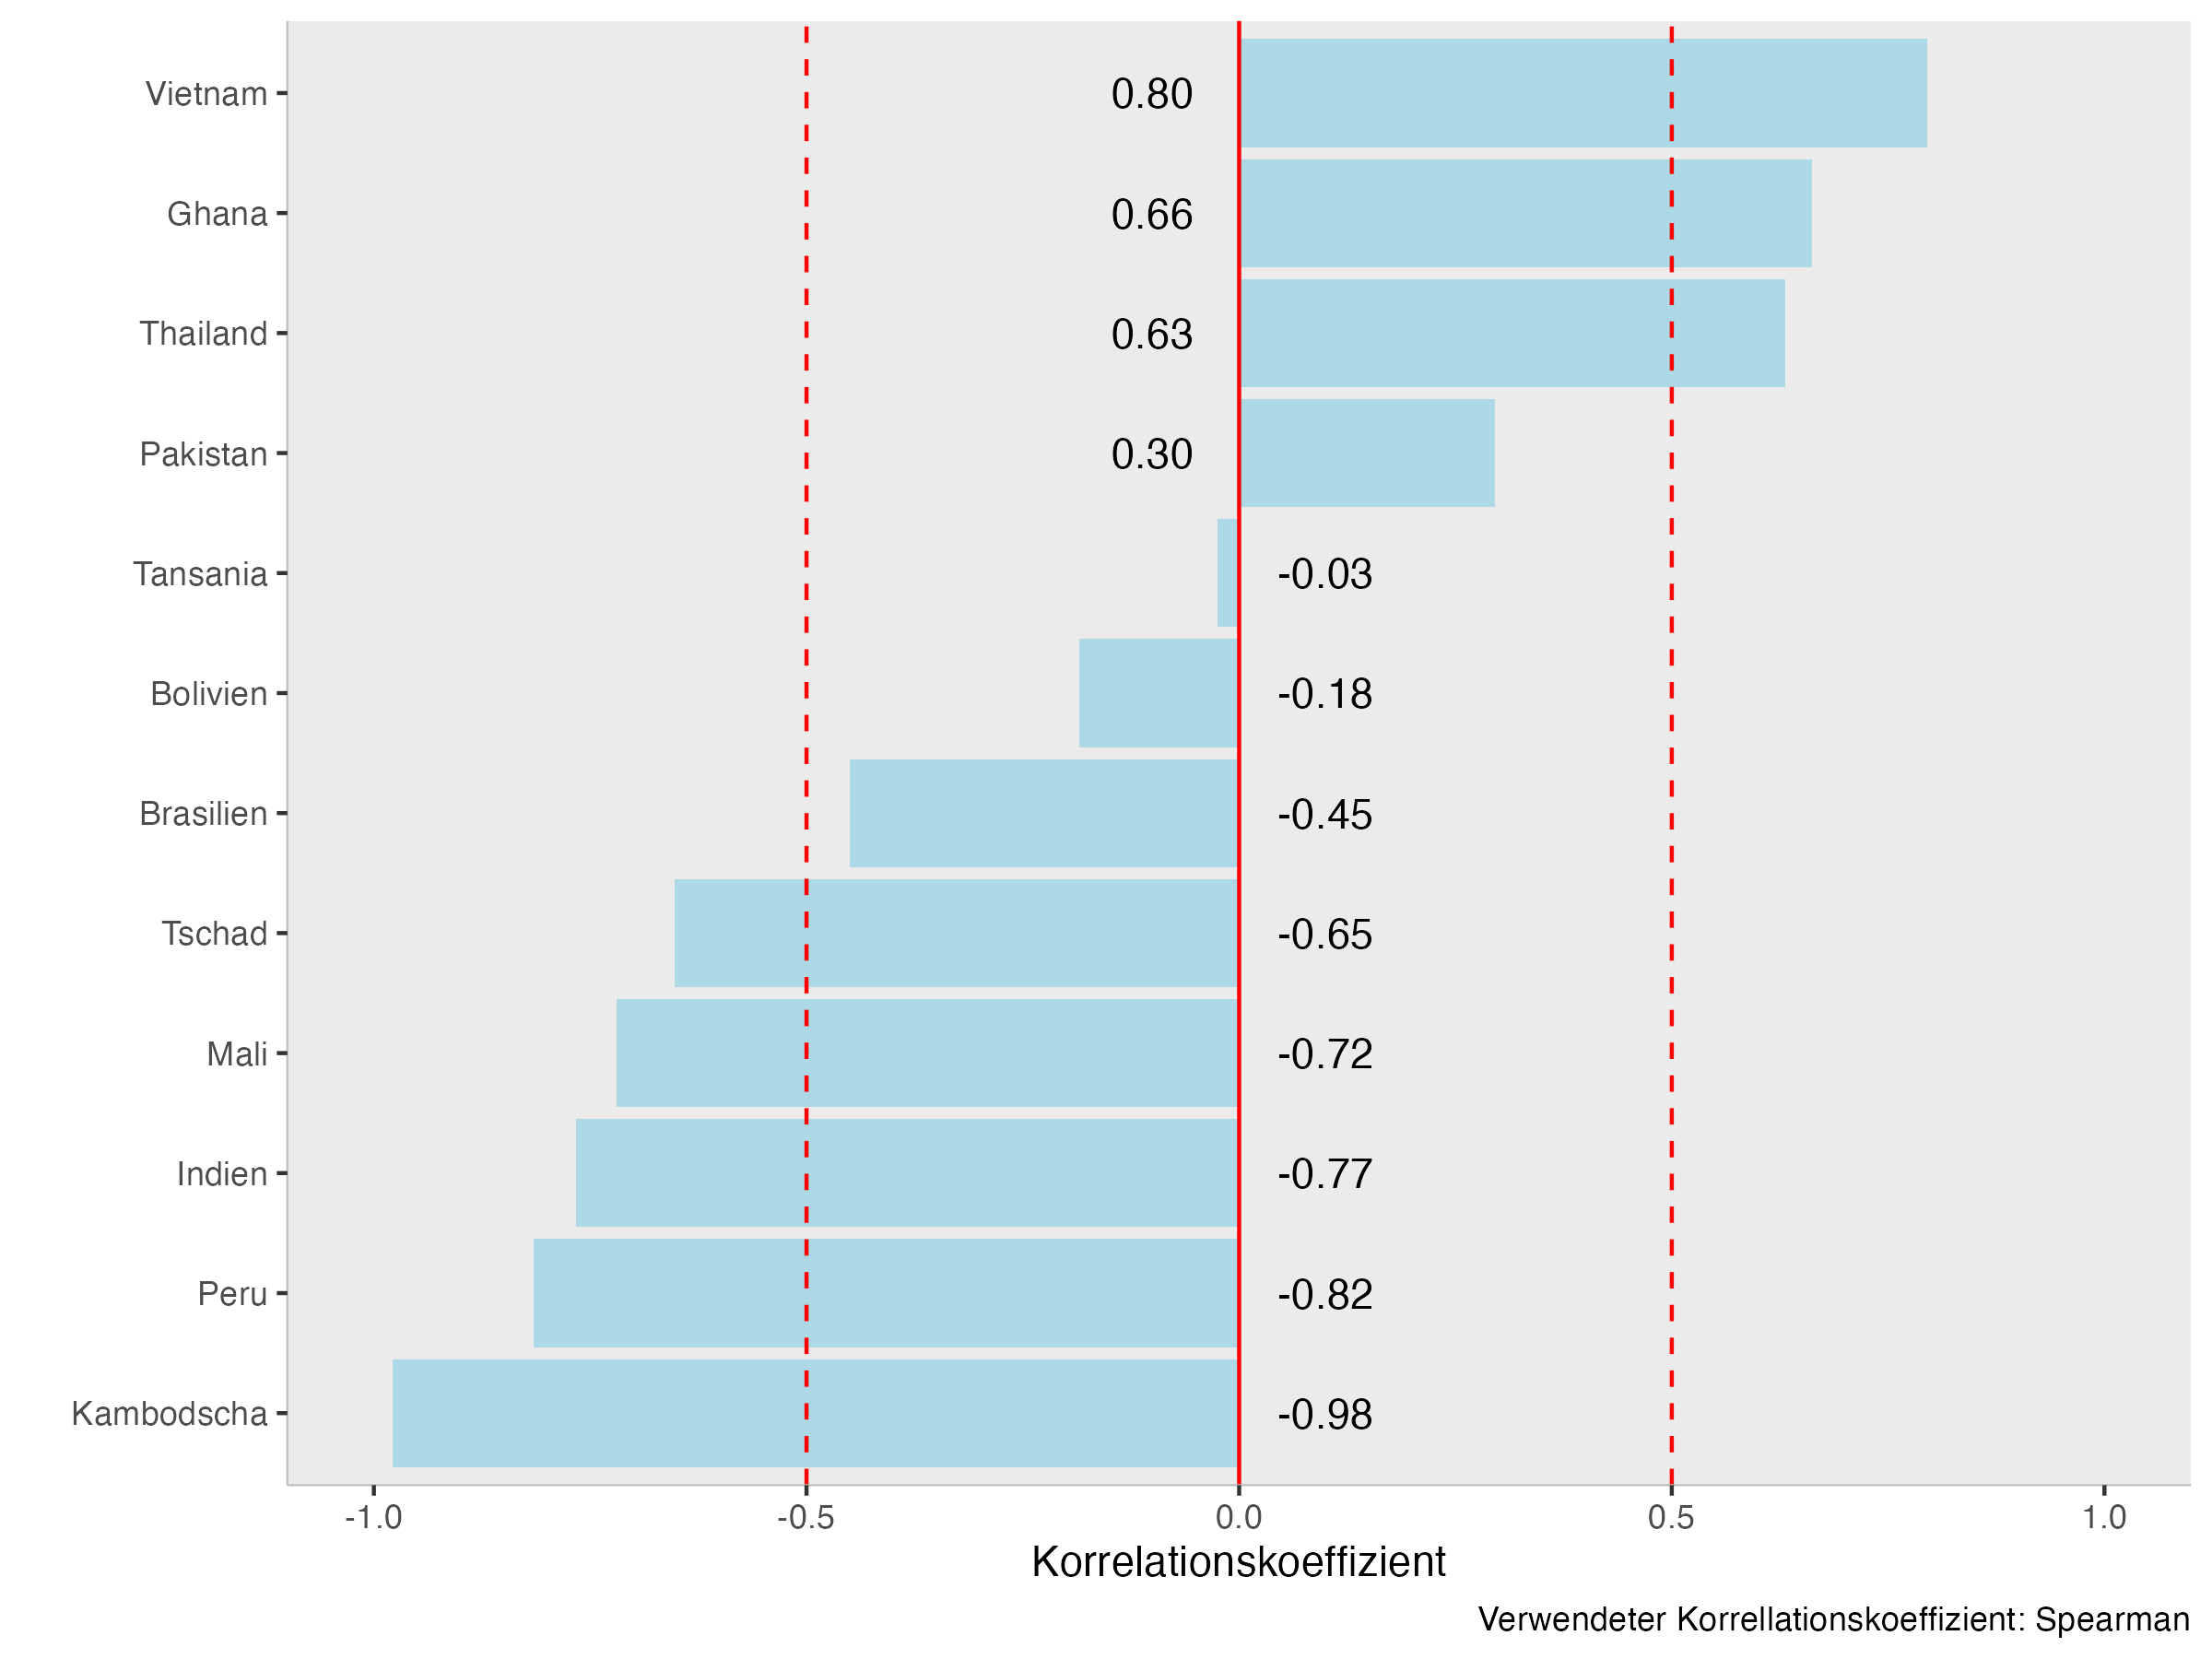 Vietnam 0.80
Ghana 0.66
Thailand 0.63
Pakistan 0.30
Tansania -0.03
Bolivien -0.18
Brasilien -0.45
Tschad -0.65
Mali -0.72
Indien -0.77
Peru -0.82
Kambodscha -0.98
-1.0 -0.5 0.0 0.5 1.0
Korrelationskoeffizient
Verwendeter Korrellationskoeffizient: Spearman